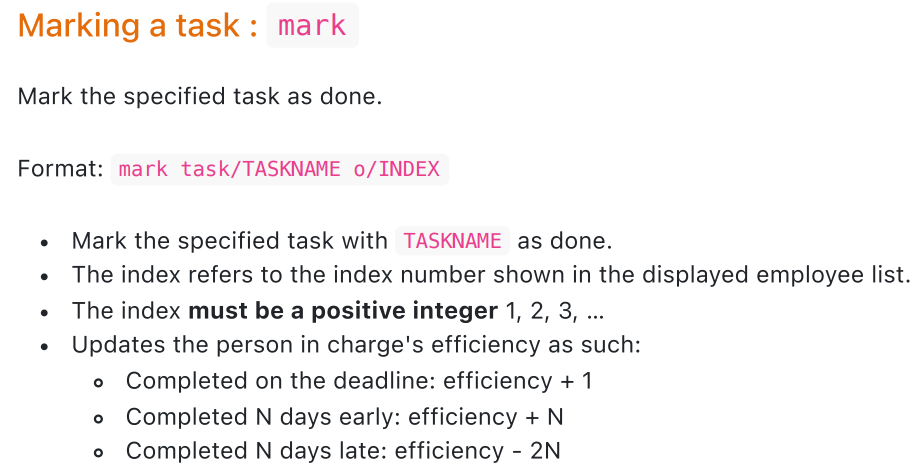 Marking a task : mark
Mark the specified task as done.
Format: mark task/TASKNAME o/INDEX
• Mark the specified task with TASKNAME as done.
• The index refers to the index number shown in the displayed employee list.
• The index must be a positive integer 1, 2, 3, …
• Updates the person in charge's efficiency as such:
◦ Completed on the deadline: efficiency + 1
◦ Completed N days early: efficiency + N
◦ Completed N days late: efficiency - 2N